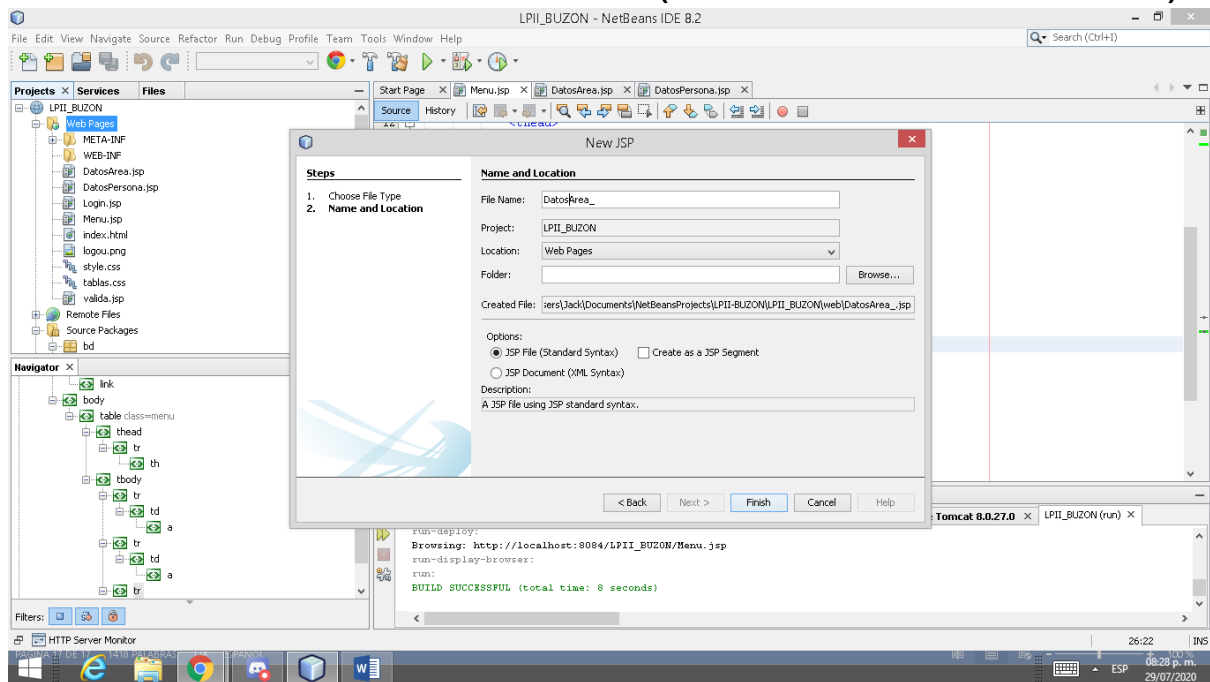 LPII_BUZON - NetBeans IDE 8.2
File Edit View Navigate Source Refactor Run Debug Profile Team Tools Window Help
Search (Ctrl+I)
Projects Services Files
Start Page Menu.jsp DatosArea.jsp DatosPersona.jsp
Source History
LPII_BUZON
Web Pages
META-INF
WEB-INF
DatosArea.jsp
DatosPersona.jsp
Login.jsp
Menu.jsp
index.html
logou.png
style.css
tablas.css
valida.jsp
Remote Files
Source Packages
bd
New JSP
Steps
1. Choose File Type
2. Name and Location
Name and Location
File Name: DatosArea_
Project: LPII_BUZON
Location: Web Pages
Folder:
Browse...
Created File: sers\Jack\Documents\NetBeansProjects\LPII-BUZON\LPII_BUZON\web\DatosArea_.jsp
Options:
JSP File (Standard Syntax) Create as a JSP Segment
JSP Document (XML Syntax)
Description:
A JSP file using JSP standard syntax.
< Back Next > Finish Cancel Help
Navigator
link
body
table class=menu
thead
tr
th
tbody
tr
td
a
tr
td
a
tr
Filters:
Tomcat 8.0.27.0 LPII_BUZON (run)
run-deploy:
Browsing: http://localhost:8084/LPII_BUZON/Menu.jsp
run-display-browser:
run:
BUILD SUCCESSFUL (total time: 8 seconds)
HTTP Server Monitor
26:22 INS
PÁGINA 17 DE 17 1418 PALABRAS
100%
ESP
08:28 p. m.
29/07/2020